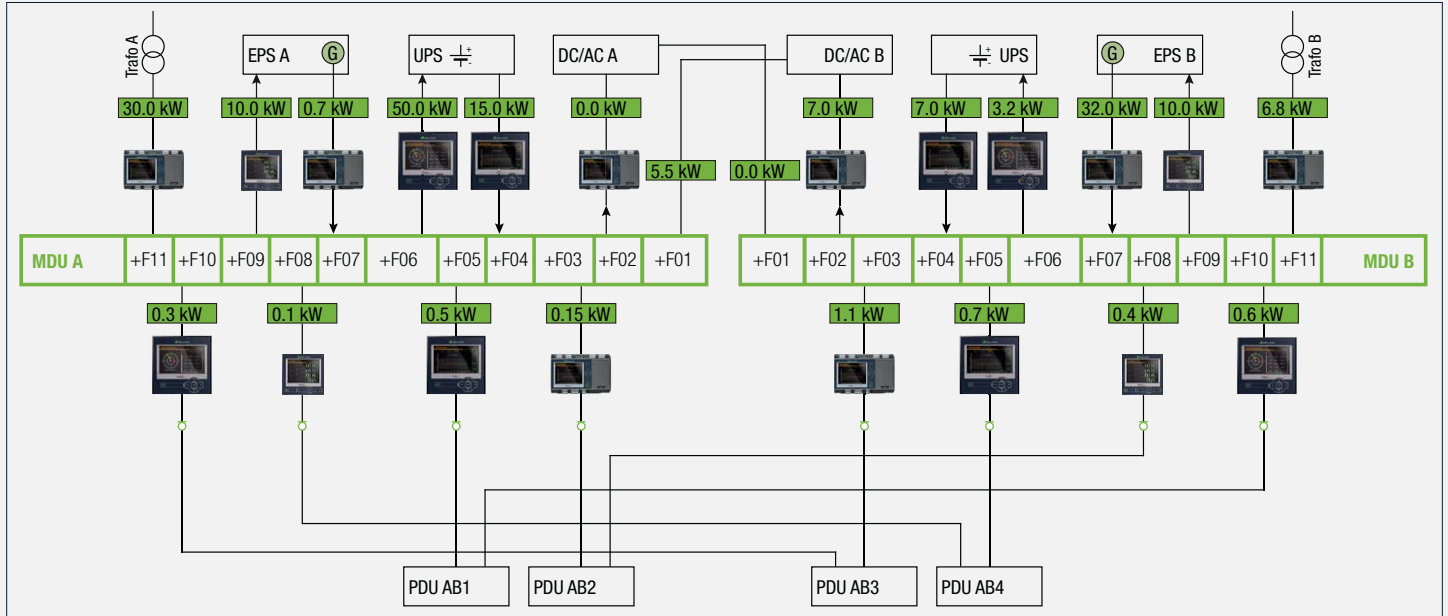 Trafo A
EPS A
G
UPS
+
-
DC/AC A
DC/AC B
+
-
UPS
G
EPS B
Trafo B
30.0 kW
10.0 kW
0.7 kW
50.0 kW
15.0 kW
0.0 kW
7.0 kW
7.0 kW
3.2 kW
32.0 kW
10.0 kW
6.8 kW
5.5 kW
0.0 kW
MDU A
+F11
+F10
+F09
+F08
+F07
+F06
+F05
+F04
+F03
+F02
+F01
+F01
+F02
+F03
+F04
+F05
+F06
+F07
+F08
+F09
+F10
+F11
MDU B
0.3 kW
0.1 kW
0.5 kW
0.15 kW
1.1 kW
0.7 kW
0.4 kW
0.6 kW
PDU AB1
PDU AB2
PDU AB3
PDU AB4